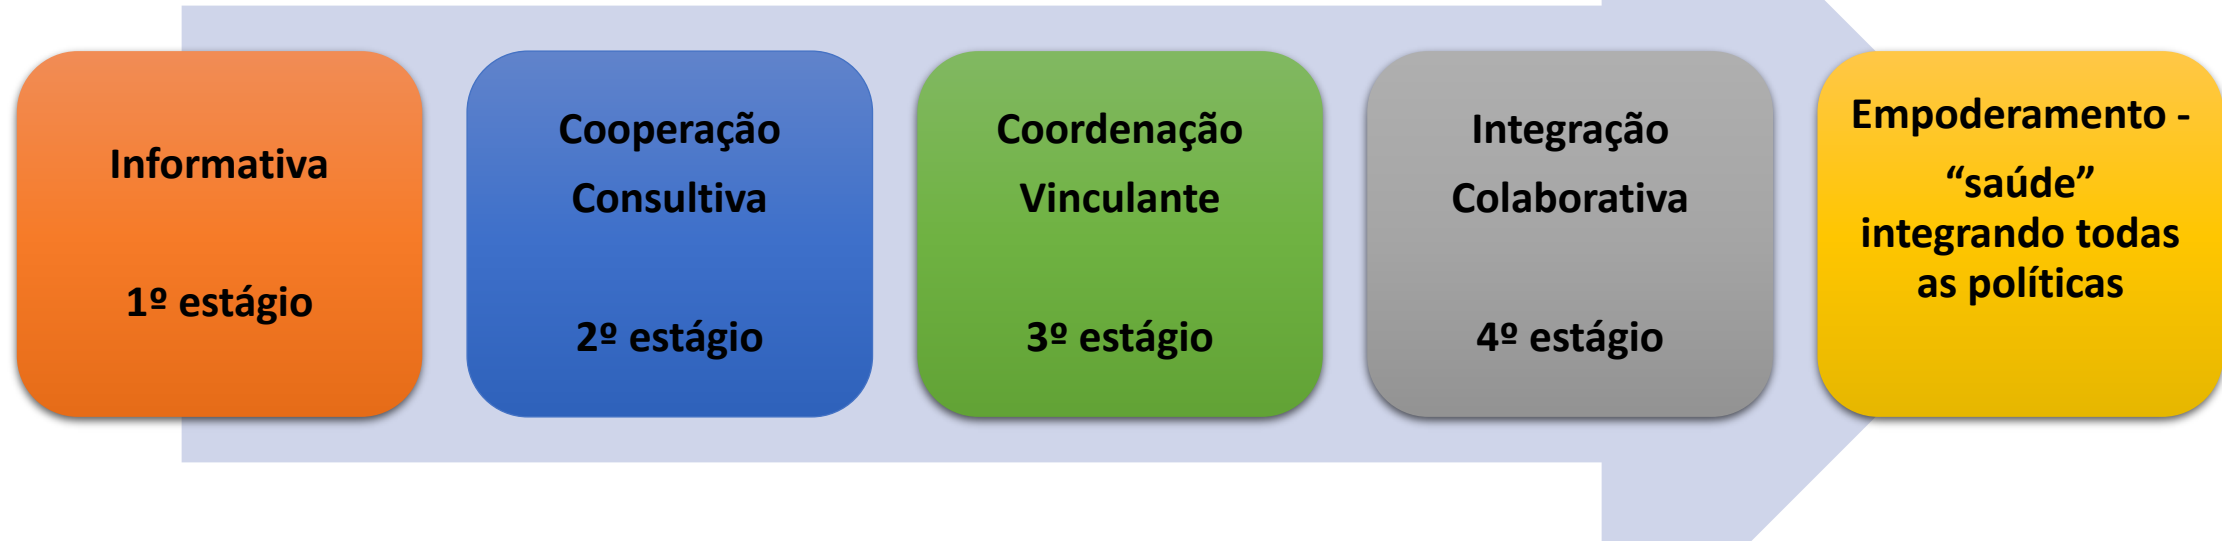 Informativa
1º estágio
Cooperação
Consultiva
2º estágio
Coordenação
Vinculante
3º estágio
Integração
Colaborativa
4º estágio
Empoderamento -
“saúde”
integrando todas
as políticas